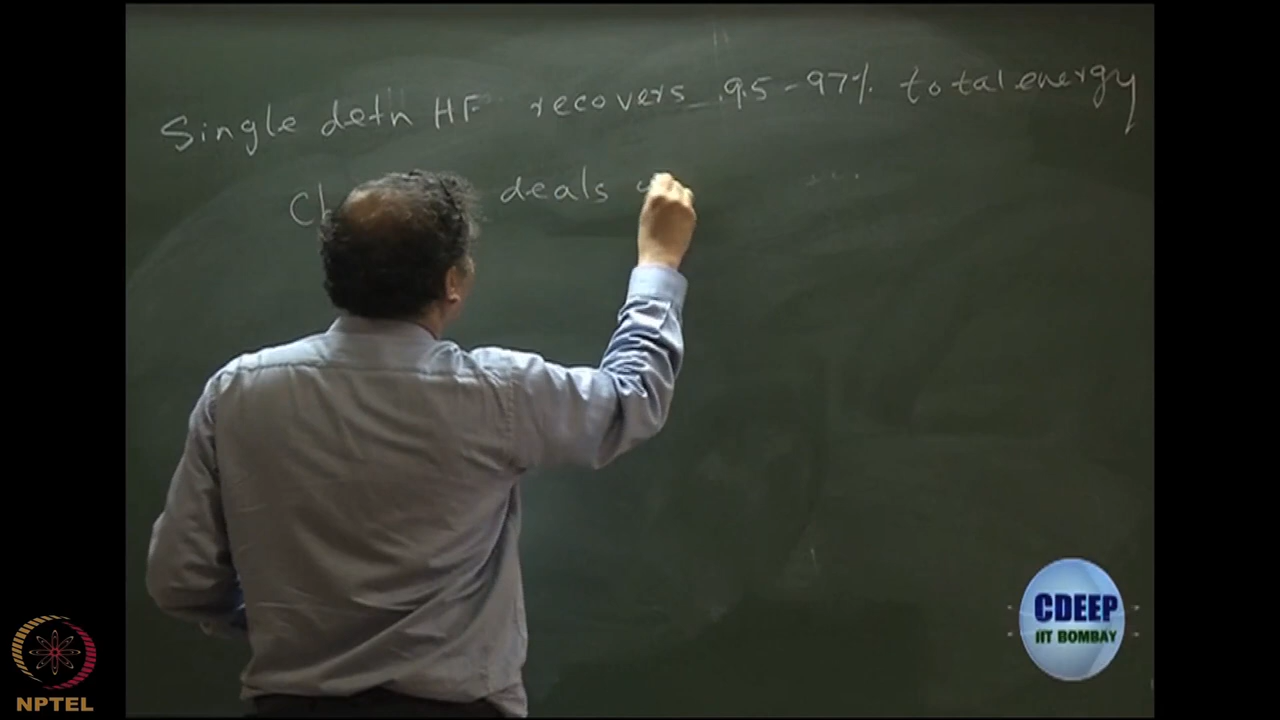 Single detn HF recovers 95-97% total energy
deals
CDEEP
IIT BOMBAY
NPTEL